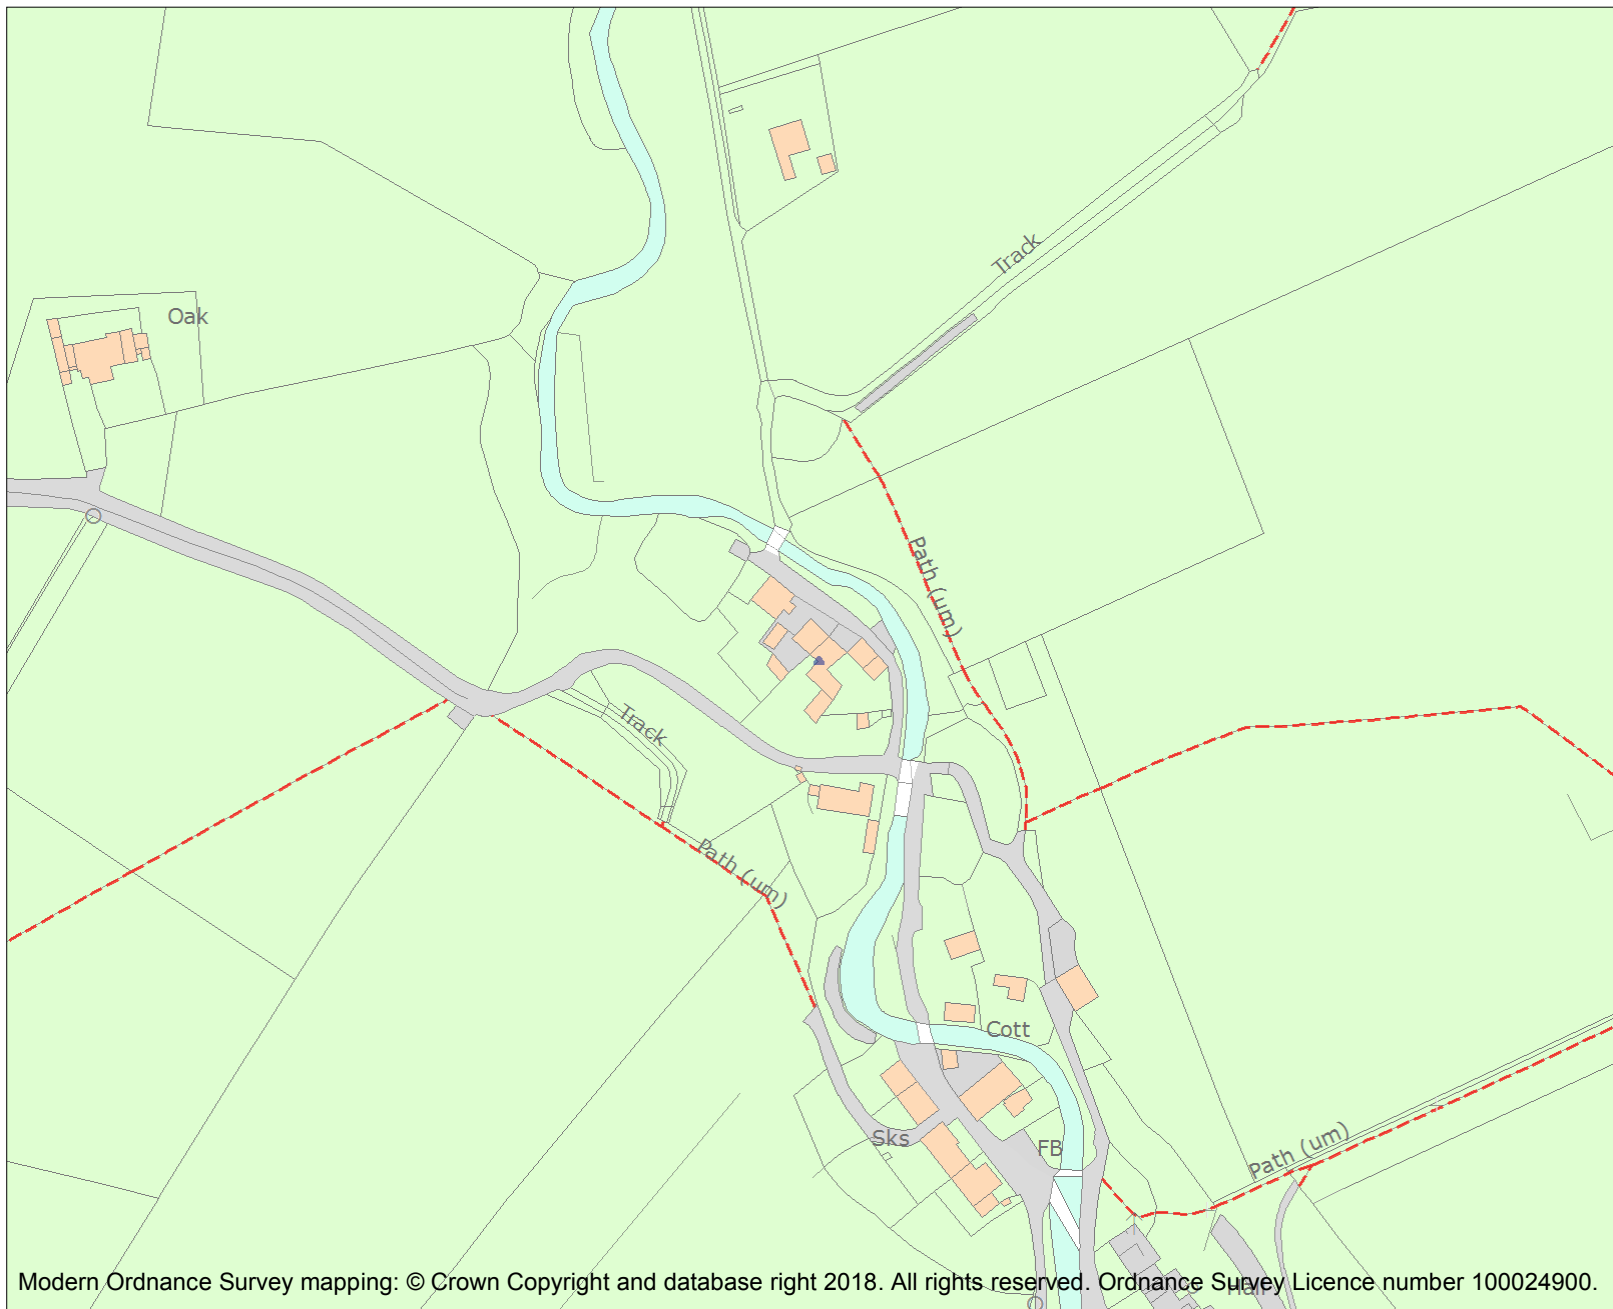 Track
Oak
Path (um)
Track
Path (um)
Cott
Sks
FB
Path (um)
Hall
Modern Ordnance Survey mapping: © Crown Copyright and database right 2018. All rights reserved. Ordnance Survey Licence number 100024900.